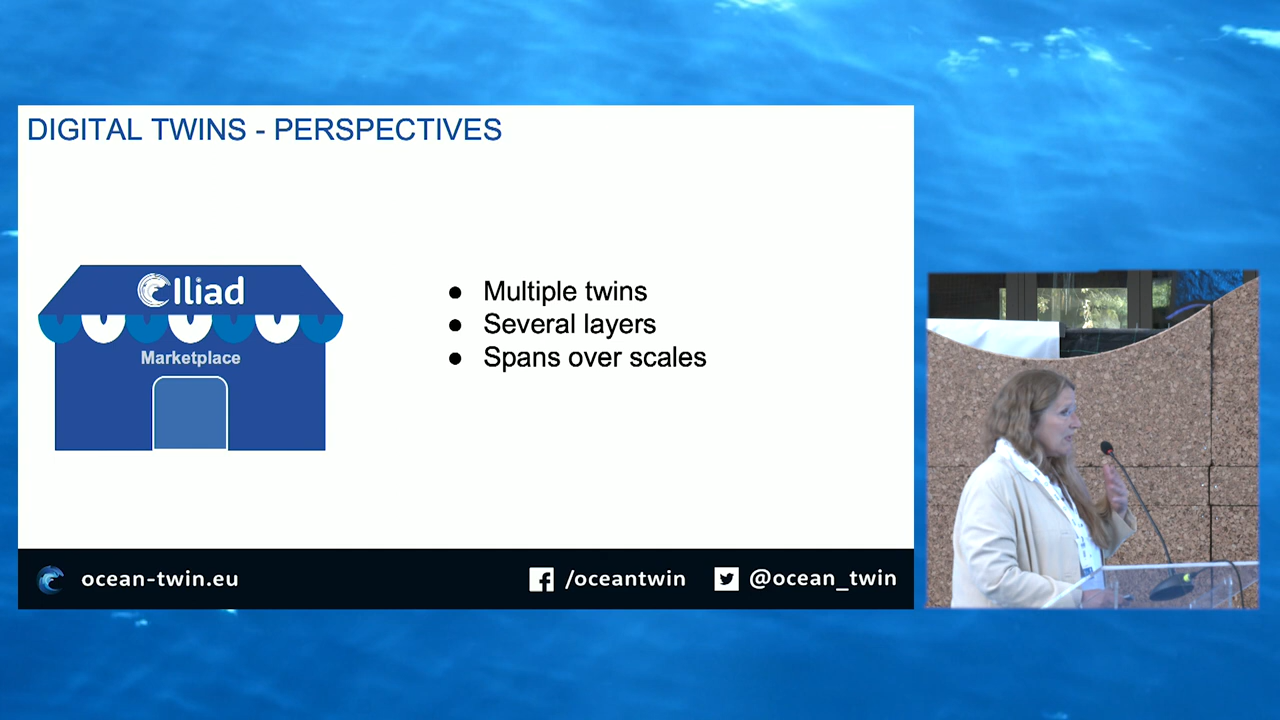 DIGITAL TWINS - PERSPECTIVES
Iliad
Marketplace
● Multiple twins
● Several layers
● Spans over scales
ocean-twin.eu
/oceantwin
@ocean_twin